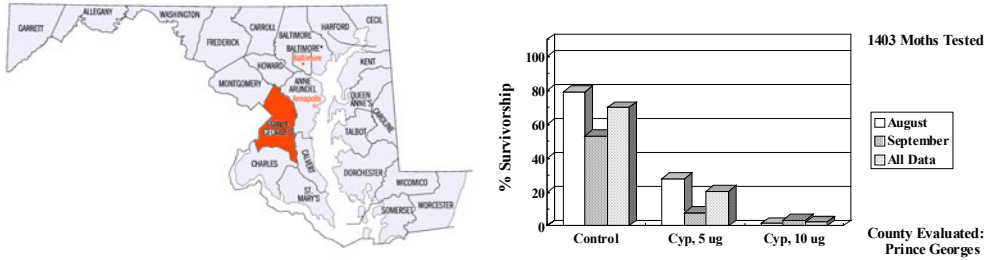 GARRETT
ALLEGANY
WASHINGTON
FREDERICK
CARROLL
BALTIMORE
HARFORD
CECIL
BALTIMORE*
Baltimore
HOWARD
KENT
MONTGOMERY
ANNE
ARUNDEL
Annapolis
QUEEN
ANNE'S
CAROLINE
PRINCE
GEORGE'S
TALBOT
CALVERT
CHARLES
DORCHESTER
ST.
MARY'S
WICOMICO
SOMERSET
WORCESTER
% Survivorship
100
80
60
40
20
0
Control
Cyp, 5 ug
Cyp, 10 ug
1403 Moths Tested
August
September
All Data
County Evaluated:
Prince Georges